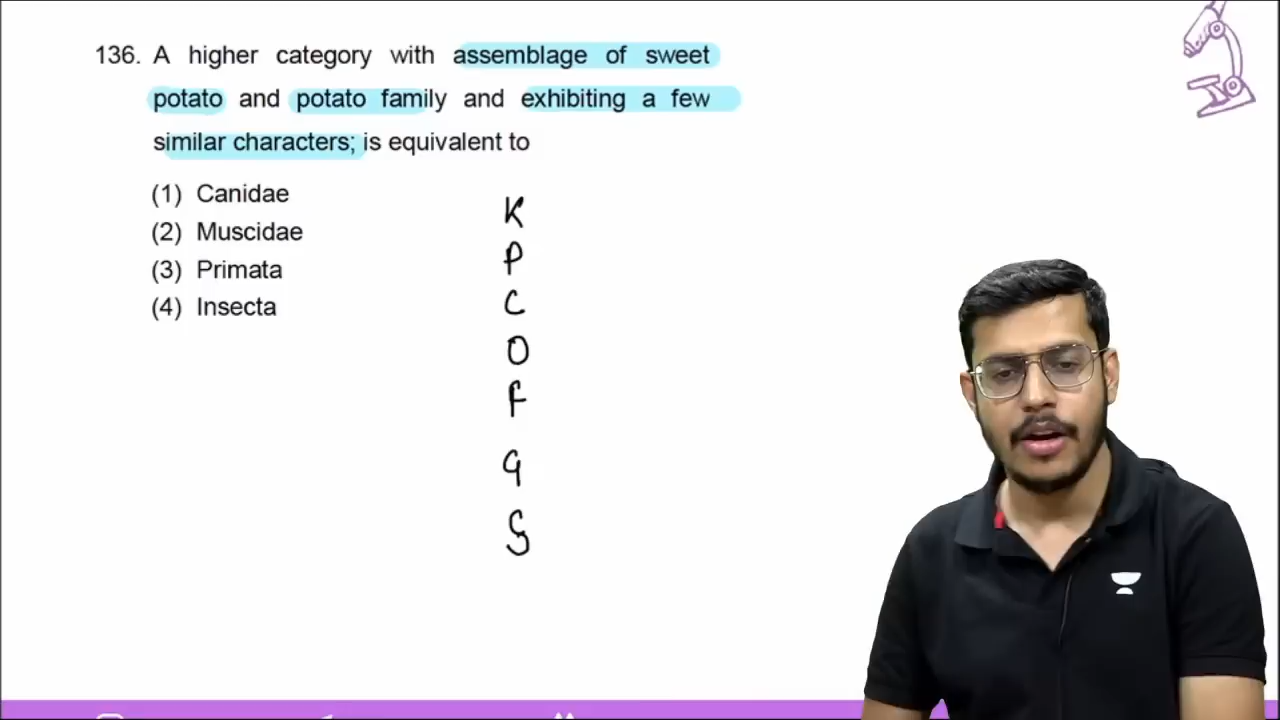 136. A higher category with assemblage of sweet
potato and potato family and exhibiting a few
similar characters; is equivalent to
(1) Canidae
(2) Muscidae
(3) Primata
(4) Insecta
K
P
C
O
F
G
S